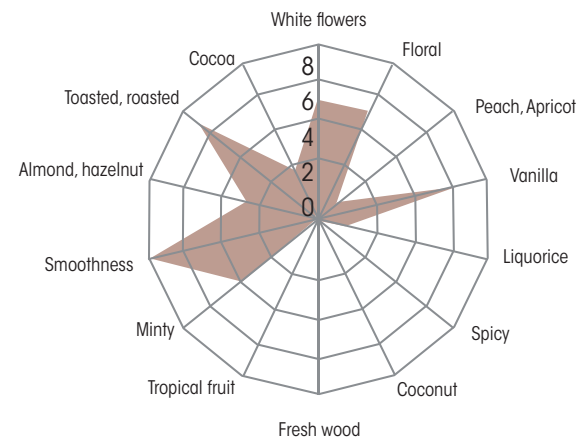 White flowers
Floral
Peach, Apricot
Vanilla
Liquorice
Spicy
Coconut
Fresh wood
Tropical fruit
Minty
Smoothness
Almond, hazelnut
Toasted, roasted
Cocoa
8
6
4
2
0